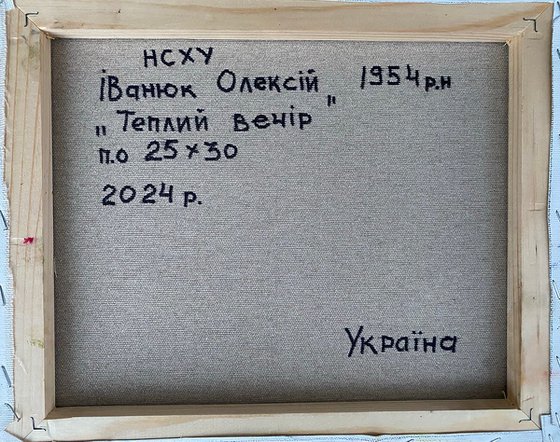 НСХУ
Іванюк Олексій 1954 р.н
„Теплий вечір"
п.о 25×30
2024 р.
Україна